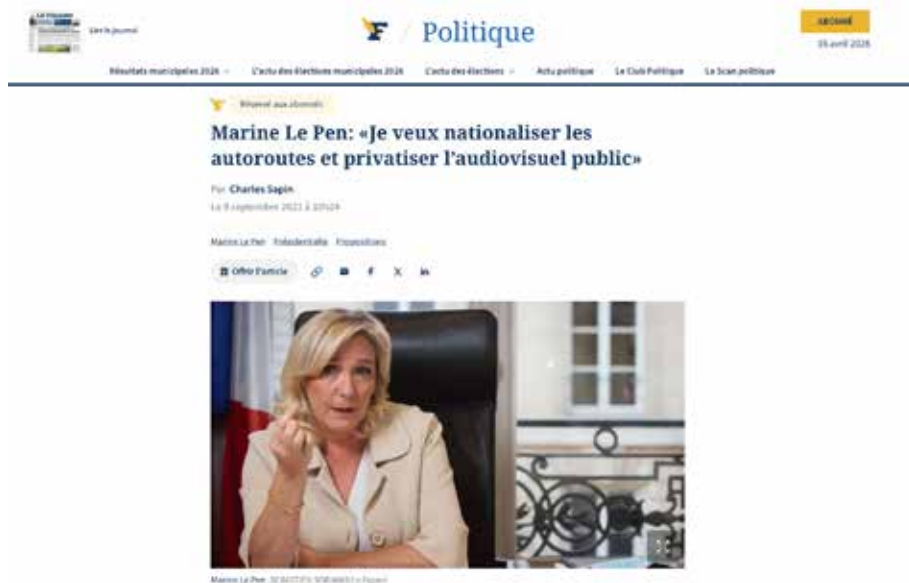 Lire le journal
F / Politique
ABONNÉ
Résultats municipales 2026
L'actu des élections municipales 2026
L'actu des élections
Actu politique
Le Club Politique
Le Scan politique
Réservé aux abonnés
Marine Le Pen: «Je veux nationaliser les
autoroutes et privatiser l'audiovisuel public»
Par Charles Sapin
Marine Le Pen Présidentielle Propositions
Offrir l'article
Marine Le Pen.